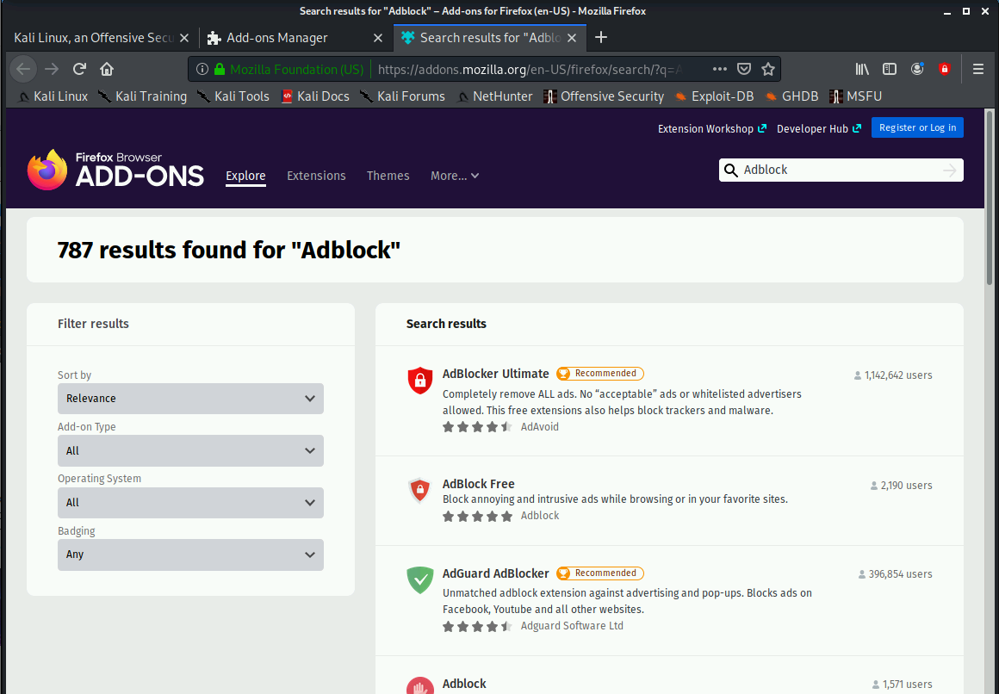 Search results for "Adblock" – Add-ons for Firefox (en-US) - Mozilla Firefox
Kali Linux, an Offensive Secu
Add-ons Manager
Search results for "Adblo
Mozilla Foundation (US)
https://addons.mozilla.org/en-US/firefox/search/?q=A
Kali Linux
Kali Training
Kali Tools
Kali Docs
Kali Forums
NetHunter
Offensive Security
Exploit-DB
GHDB
MSFU
Extension Workshop
Developer Hub
Register or Log in
Firefox Browser
ADD-ONS
Explore
Extensions
Themes
More...
Adblock
787 results found for "Adblock"
Filter results
Sort by
Relevance
Add-on Type
All
Operating System
All
Badging
Any
Search results
AdBlocker Ultimate
Recommended
1,142,642 users
Completely remove ALL ads. No “acceptable” ads or whitelisted advertisers
allowed. This free extensions also helps block trackers and malware.
AdAvoid
AdBlock Free
2,190 users
Block annoying and intrusive ads while browsing or in your favorite sites.
Adblock
AdGuard AdBlocker
Recommended
396,854 users
Unmatched adblock extension against advertising and pop-ups. Blocks ads on
Facebook, Youtube and all other websites.
Adguard Software Ltd
Adblock
1,571 users